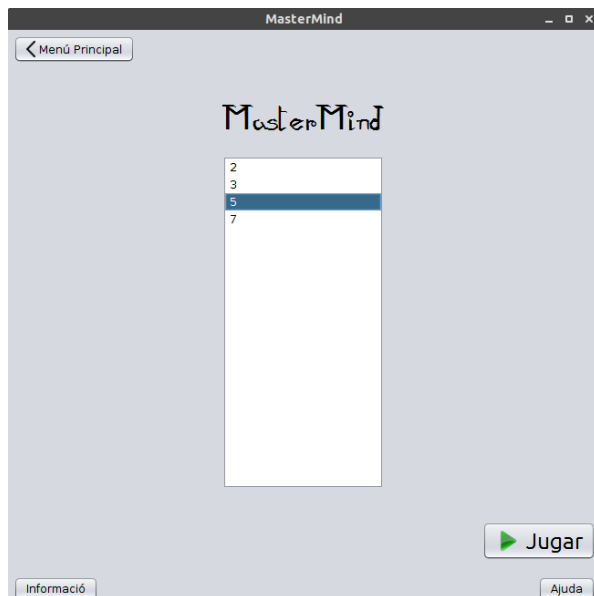 MasterMind
Menú Principal
MasterMind
2
3
5
7
Jugar
Informació
Ajuda